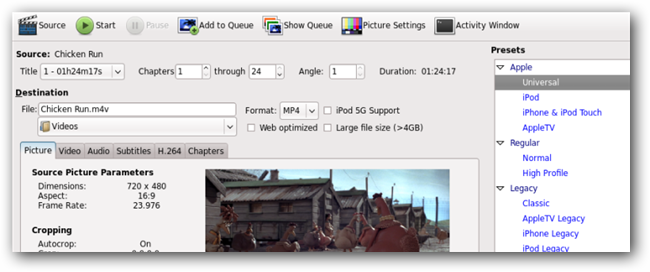 Source Start Pause Add to Queue Show Queue Picture Settings Activity Window
Source: Chicken Run
Title 1 - 01h24m17s Chapters: 1 through 24 Angle: 1 Duration: 01:24:17
Destination
File: Chicken Run.m4v Format: MP4 iPod 5G Support
Videos Web optimized Large file size (>4GB)
Picture Video Audio Subtitles H.264 Chapters
Source Picture Parameters
Dimensions: 720 x 480
Aspect: 16:9
Frame Rate: 23.976
Cropping
Autocrop: On
Presets
Apple
Universal
iPod
iPhone & iPod Touch
AppleTV
Regular
Normal
High Profile
Legacy
Classic
AppleTV Legacy
iPhone Legacy
iPod Legacy